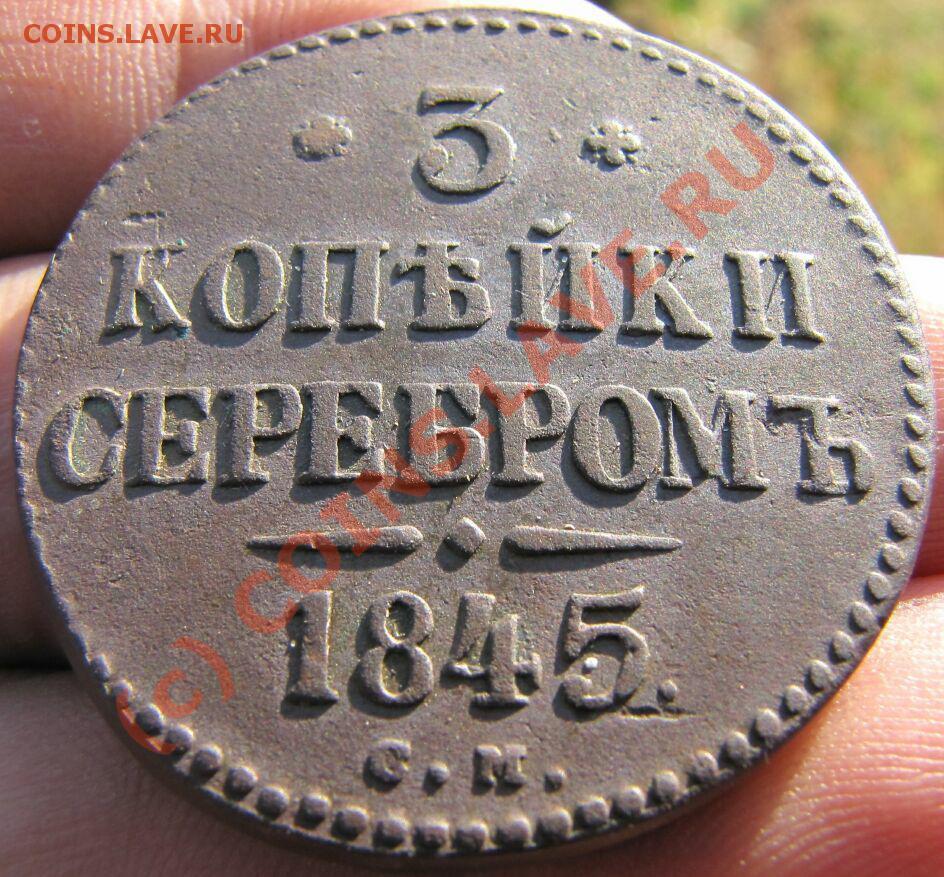 COINS.LAVE.RU
3
КОПѢЙКИ
СЕРЕБРОМЪ
1845.
С.М.
(c) COINS.LAVE.RU